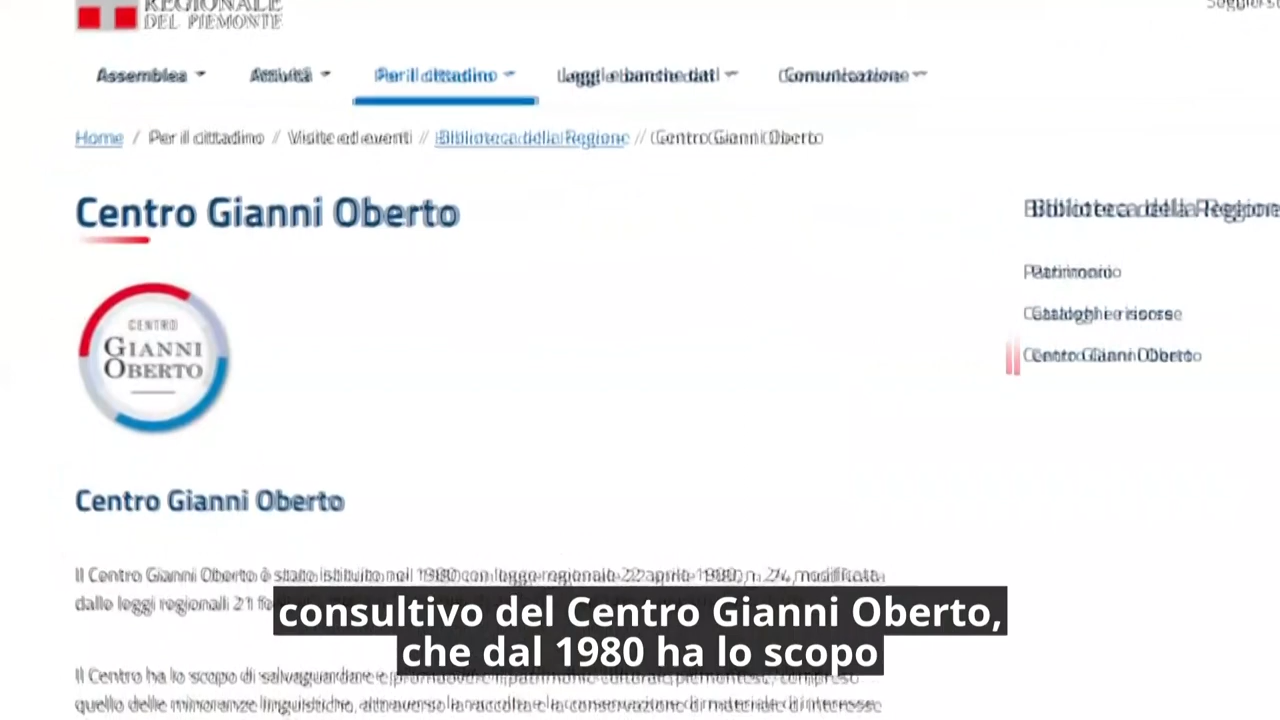 REGIONALE
DEL PIEMONTE
Assemblea
Attività
Per il cittadino
Leggi e banche dati
Comunicazione
Home / Per il cittadino / Visite ed eventi / Biblioteca della Regione / Centro Gianni Oberto
Centro Gianni Oberto
CENTRO
GIANNI
OBERTO
Biblioteca della Regione
Patrimonio
Cataloghi e risorse
Centro Gianni Oberto
Centro Gianni Oberto
Il Centro Gianni Oberto è stato istituito nel 1980 con legge regionale 22 aprile 1980, n. 24, modificata
dalle leggi regionali 21
consultivo del Centro Gianni Oberto,
che dal 1980 ha lo scopo
Il Centro ha lo scopo di salvaguardare e promuovere il patrimonio culturale piemontese, compreso
quello delle minoranze linguistiche, attraverso la raccolta e la conservazione di materiale di interesse